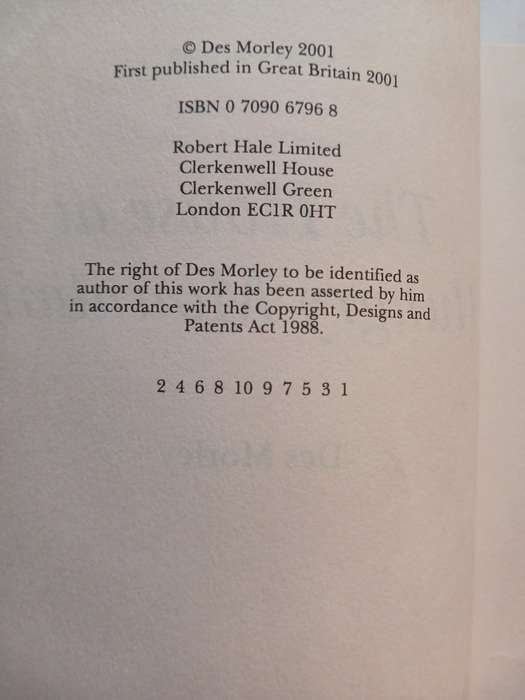 © Des Morley 2001
First published in Great Britain 2001
ISBN 0 7090 6796 8
Robert Hale Limited
Clerkenwell House
Clerkenwell Green
London EC1R 0HT
The right of Des Morley to be identified as
author of this work has been asserted by him
in accordance with the Copyright, Designs and
Patents Act 1988.
2 4 6 8 10 9 7 5 3 1